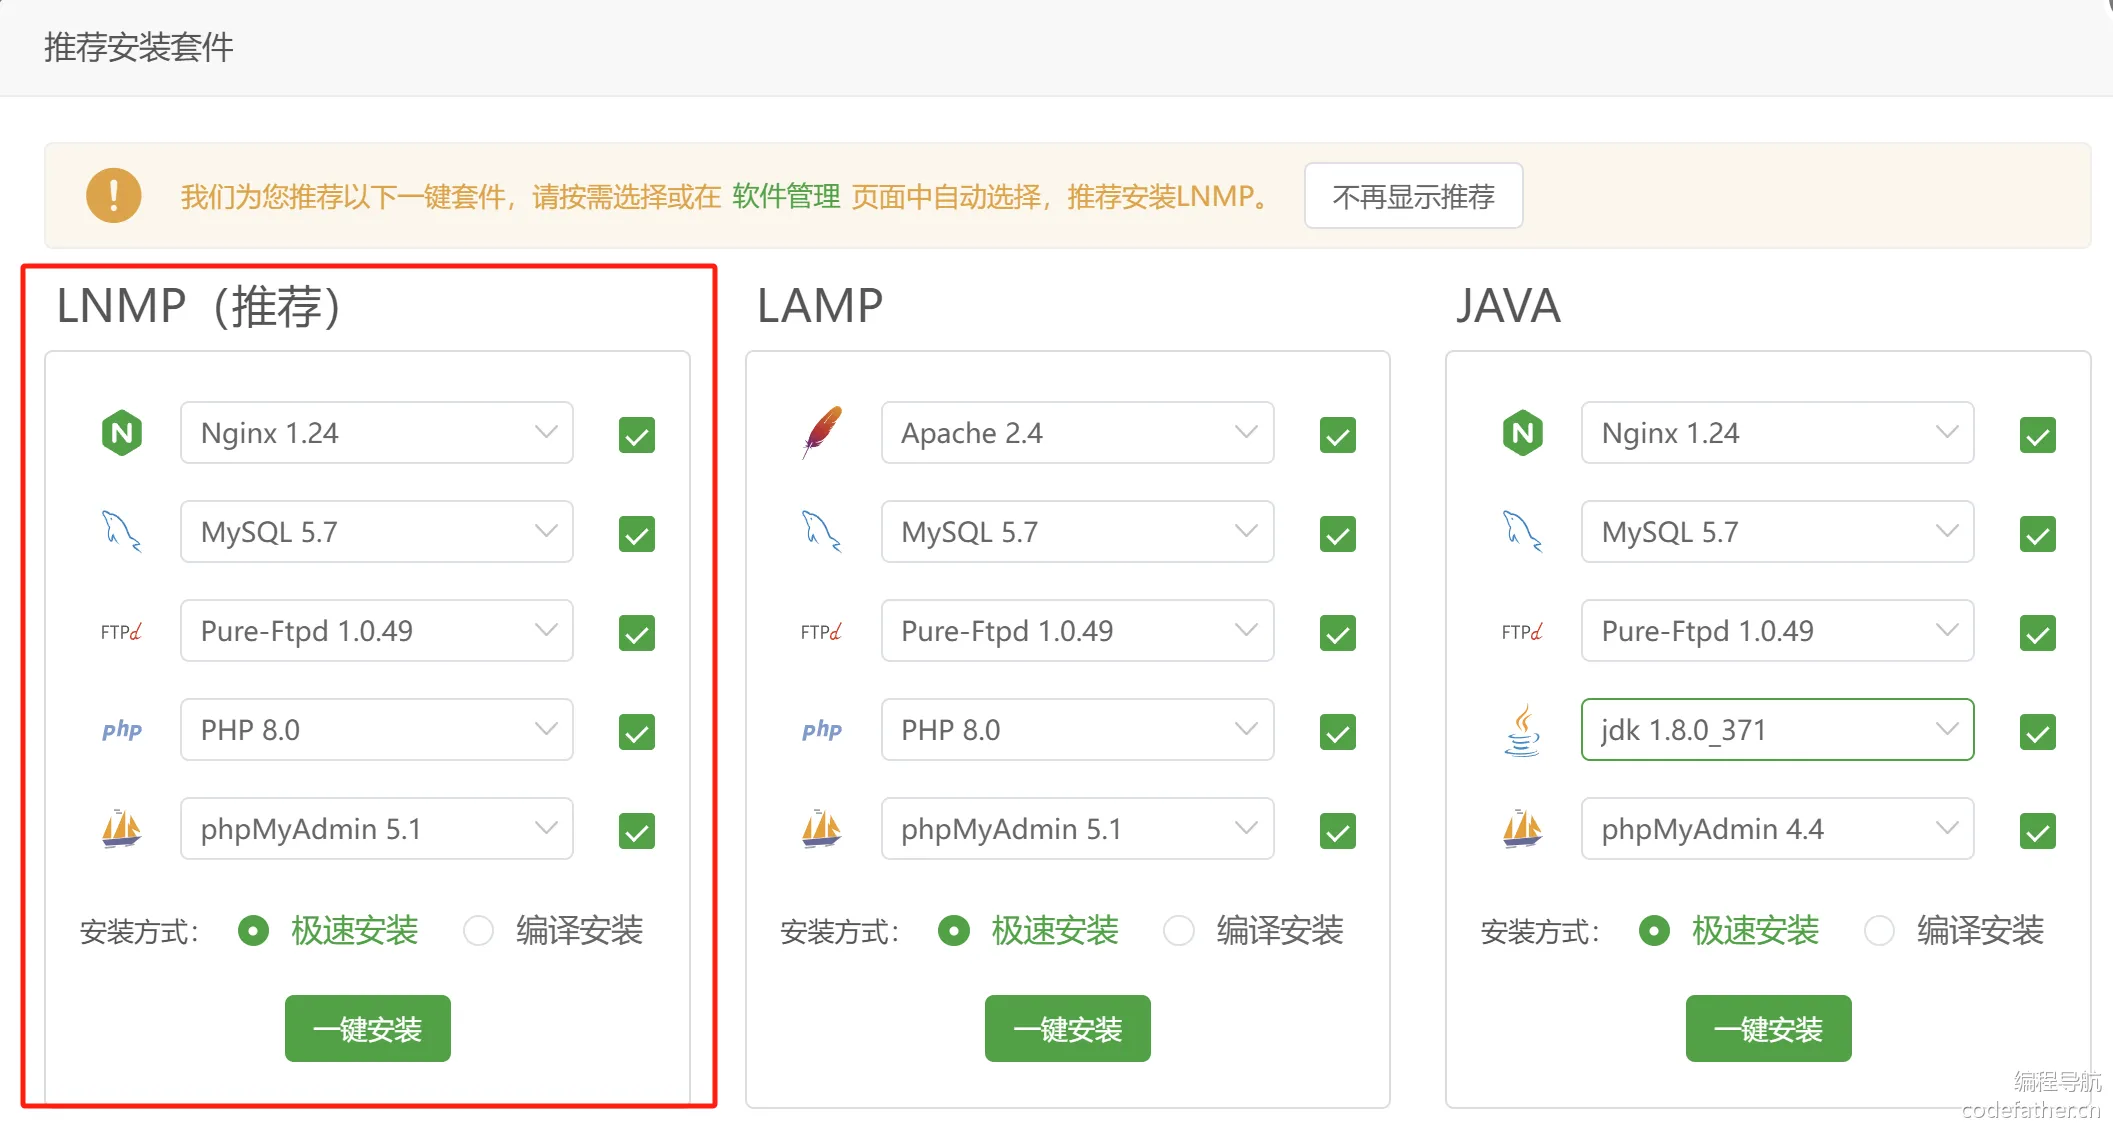 推荐安装套件
我们为您推荐以下一键套件，请按需选择或在 软件管理 页面中自动选择，推荐安装LNMP。 不再显示推荐
LNMP（推荐）
Nginx 1.24
MySQL 5.7
FTPd Pure-Ftpd 1.0.49
php PHP 8.0
phpMyAdmin 5.1
安装方式： 极速安装 编译安装
一键安装
LAMP
Apache 2.4
MySQL 5.7
FTPd Pure-Ftpd 1.0.49
php PHP 8.0
phpMyAdmin 5.1
安装方式： 极速安装 编译安装
一键安装
JAVA
Nginx 1.24
MySQL 5.7
FTPd Pure-Ftpd 1.0.49
jdk 1.8.0_371
phpMyAdmin 4.4
安装方式： 极速安装 编译安装
一键安装
编程导航
codefather.cn